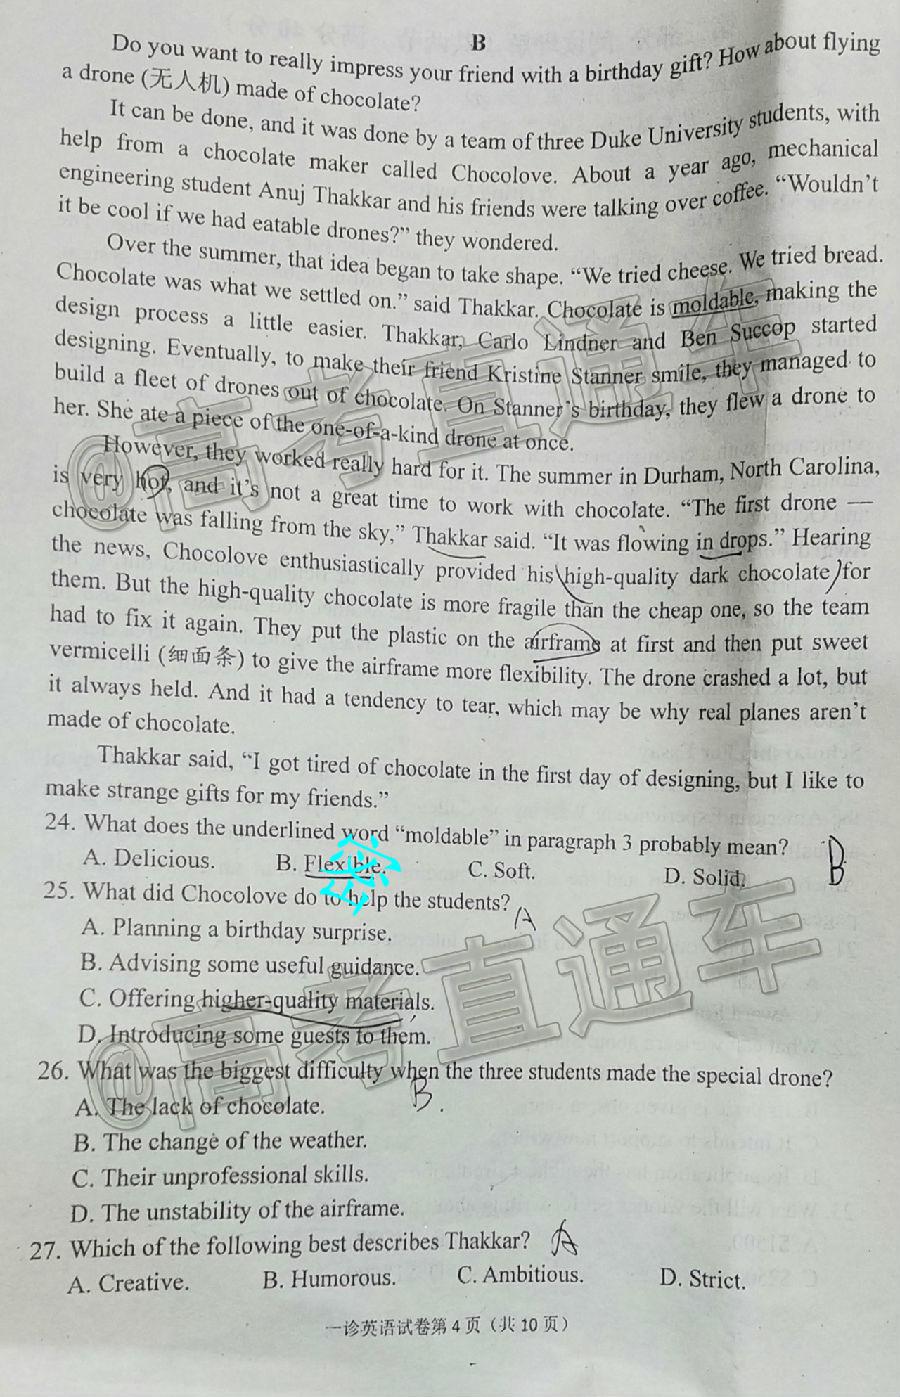 B
Do you want to really impress your friend with a birthday gift? How about flying
a drone (无人机) made of chocolate?
It can be done, and it was done by a team of three Duke University students, with
help from a chocolate maker called Chocolove. About a year ago, mechanical
engineering student Anuj Thakkar and his friends were talking over coffee. “Wouldn’t
it be cool if we had eatable drones?” they wondered.
Over the summer, that idea began to take shape. “We tried cheese. We tried bread.
Chocolate was what we settled on.” said Thakkar. Chocolate is moldable, making the
design process a little easier. Thakkar, Carlo Lindner and Ben Succop started
designing. Eventually, to make their friend Kristine Stanner smile, they managed to
build a fleet of drones out of chocolate. On Stanner’s birthday, they flew a drone to
her. She ate a piece of the one-of-a-kind drone at once.
However, they worked really hard for it. The summer in Durham, North Carolina,
is very hot, and it’s not a great time to work with chocolate. “The first drone —
chocolate was falling from the sky,” Thakkar said. “It was flowing in drops.” Hearing
the news, Chocolove enthusiastically provided his high-quality dark chocolate for
them. But the high-quality chocolate is more fragile than the cheap one, so the team
had to fix it again. They put the plastic on the airframe at first and then put sweet
vermicelli (细面条) to give the airframe more flexibility. The drone crashed a lot, but
it always held. And it had a tendency to tear, which may be why real planes aren’t
made of chocolate.
Thakkar said, “I got tired of chocolate in the first day of designing, but I like to
make strange gifts for my friends.”
24. What does the underlined word “moldable” in paragraph 3 probably mean? B
A. Delicious. B. Flexible. C. Soft. D. Solid.
密
25. What did Chocolove do to help the students? A
A. Planning a birthday surprise.
B. Advising some useful guidance.
C. Offering higher-quality materials.
D. Introducing some guests to them.
26. What was the biggest difficulty when the three students made the special drone?
B.
A. The lack of chocolate.
B. The change of the weather.
C. Their unprofessional skills.
D. The unstability of the airframe.
27. Which of the following best describes Thakkar? A
A. Creative. B. Humorous. C. Ambitious. D. Strict.
一诊英语试卷第 4 页（共 10 页）
@高考直通车
@高考直通车